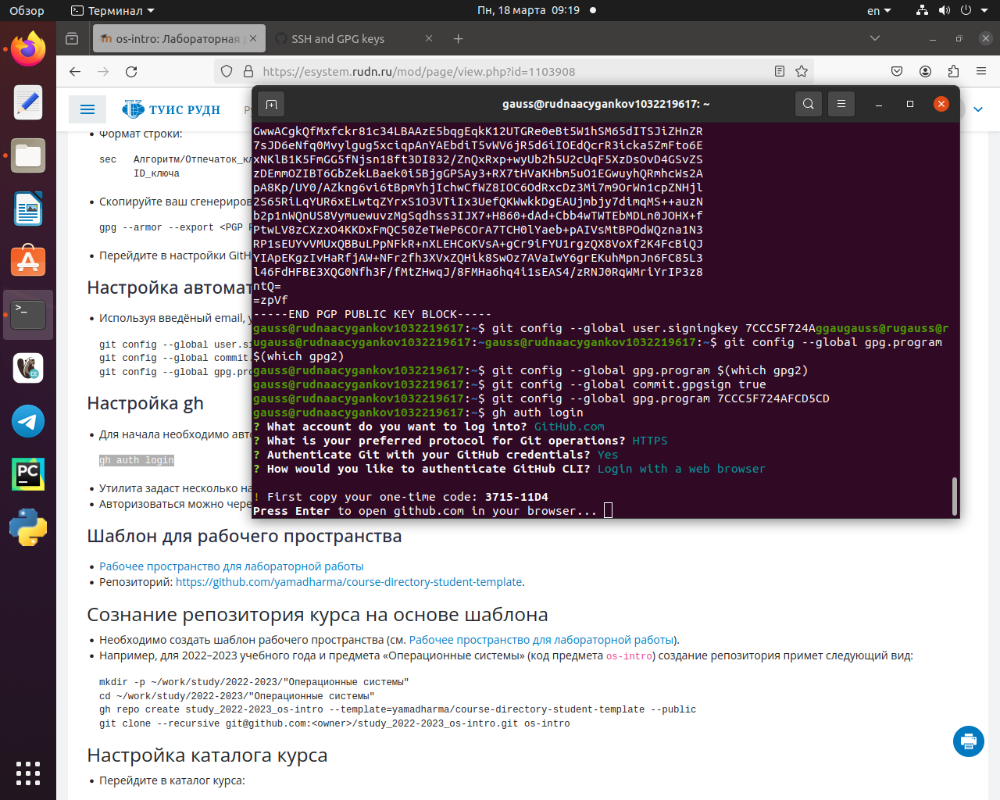 Обзор
Терминал
Пн, 18 марта 09:19
en
os-intro: Лабораторная
SSH and GPG keys
https://esystem.rudn.ru/mod/page/view.php?id=1103908
ТУИС РУДН
gauss@rudnaacygankov1032219617: ~
Формат строки:
sec Алгоритм/Отпечаток_кл
ID_ключа
Скопируйте ваш сгенериров
gpg --armor --export <PGP F
Перейдите в настройки GitH
Настройка автомат
Используя введёный email, у
git config --global user.si
git config --global commit.
git config --global gpg.pro
Настройка gh
Для начала необходимо авто
gh auth login
Утилита задаст несколько на
Авторизоваться можно чере
GwwACgkQfMxfckr81c34LBAAzE5bqgEqkK12UTGRe0eBt5W1hSM65dITSJiZHnZR
7sJD6eNfq0Mvylgug5xciqpAnYAEbdiT5vWV6jR5d6iIOEdQcrR3icka5ZmFto6E
xNKlB1K5FmGG5fNjsn18ft3DI832/ZnQxRxp+wyUb2h5U2cUqF5XzDsOvD4GSvZS
zDEmmOZIBT6GbZekLBaek0i5BjgGPSAy3+RX7tHVaKHbm5uO1EGwuyhQRmhcWs2A
pA8Kp/UY0/AZkng6vi6tBpmYhjIchwCfWZ8IOC6OdRxcDz3Mi7m9OrWn1cpZNHjl
2S65RiLqYUR6xELwtqZYrxS1O3VTiIx3UefQKWwkkDgEAUjmbjy7dimqMS++auzN
b2p1nWQnUS8VymuewuvzMgSqdhss3IJX7+H860+dAd+Cbb4wTWTEbMDLn0JOHX+f
PtwLV8zCXzxO4KKDxFmQC50ZeTWeP6COrA7TCH0lYaeb+pAIVsMtBPOdWQzna1N3
RP1sEUYvVMUxQBBuLPpNFkR+nXLEHCoKVsA+gCr9iFYU1rgzQX8VoXf2K4FcBiQJ
YIApEKgzIvHaRfjAW+NFr2fh3XVxZQHik8SwOz7AVaIwY6grEKuhMpnJn6FC85L3
l46FdHFBE3XQG0Nfh3F/fMtZHwqJ/8FMHa6hq4i1sEAS4/zRNJ0RqWMriYrIP3z8
ntQ=
=zpVf
-----END PGP PUBLIC KEY BLOCK-----
gauss@rudnaacygankov1032219617:~$ git config --global user.signingkey 7CCC5F724Aggaugauss@rugauss@r
ugauss@rudnaacygankov1032219617:~gauss@rudnaacygankov1032219617:~$ git config --global gpg.program
$(which gpg2)
gauss@rudnaacygankov1032219617:~$ git config --global gpg.program $(which gpg2)
gauss@rudnaacygankov1032219617:~$ git config --global commit.gpgsign true
gauss@rudnaacygankov1032219617:~$ git config --global gpg.program 7CCC5F724AFCD5CD
gauss@rudnaacygankov1032219617:~$ gh auth login
? What account do you want to log into? GitHub.com
? What is your preferred protocol for Git operations? HTTPS
? Authenticate Git with your GitHub credentials? Yes
? How would you like to authenticate GitHub CLI? Login with a web browser
! First copy your one-time code: 3715-11D4
Press Enter to open github.com in your browser...
Шаблон для рабочего пространства
Рабочее пространство для лабораторной работы
Репозиторий: https://github.com/yamadharma/course-directory-student-template.
Сознание репозитория курса на основе шаблона
Необходимо создать шаблон рабочего пространства (см. Рабочее пространство для лабораторной работы).
Например, для 2022–2023 учебного года и предмета «Операционные системы» (код предмета os-intro) создание репозитория примет следующий вид:
mkdir -p ~/work/study/2022-2023/"Операционные системы"
cd ~/work/study/2022-2023/"Операционные системы"
gh repo create study_2022-2023_os-intro --template=yamadharma/course-directory-student-template --public
git clone --recursive git@github.com:<owner>/study_2022-2023_os-intro.git os-intro
Настройка каталога курса
Перейдите в каталог курса: